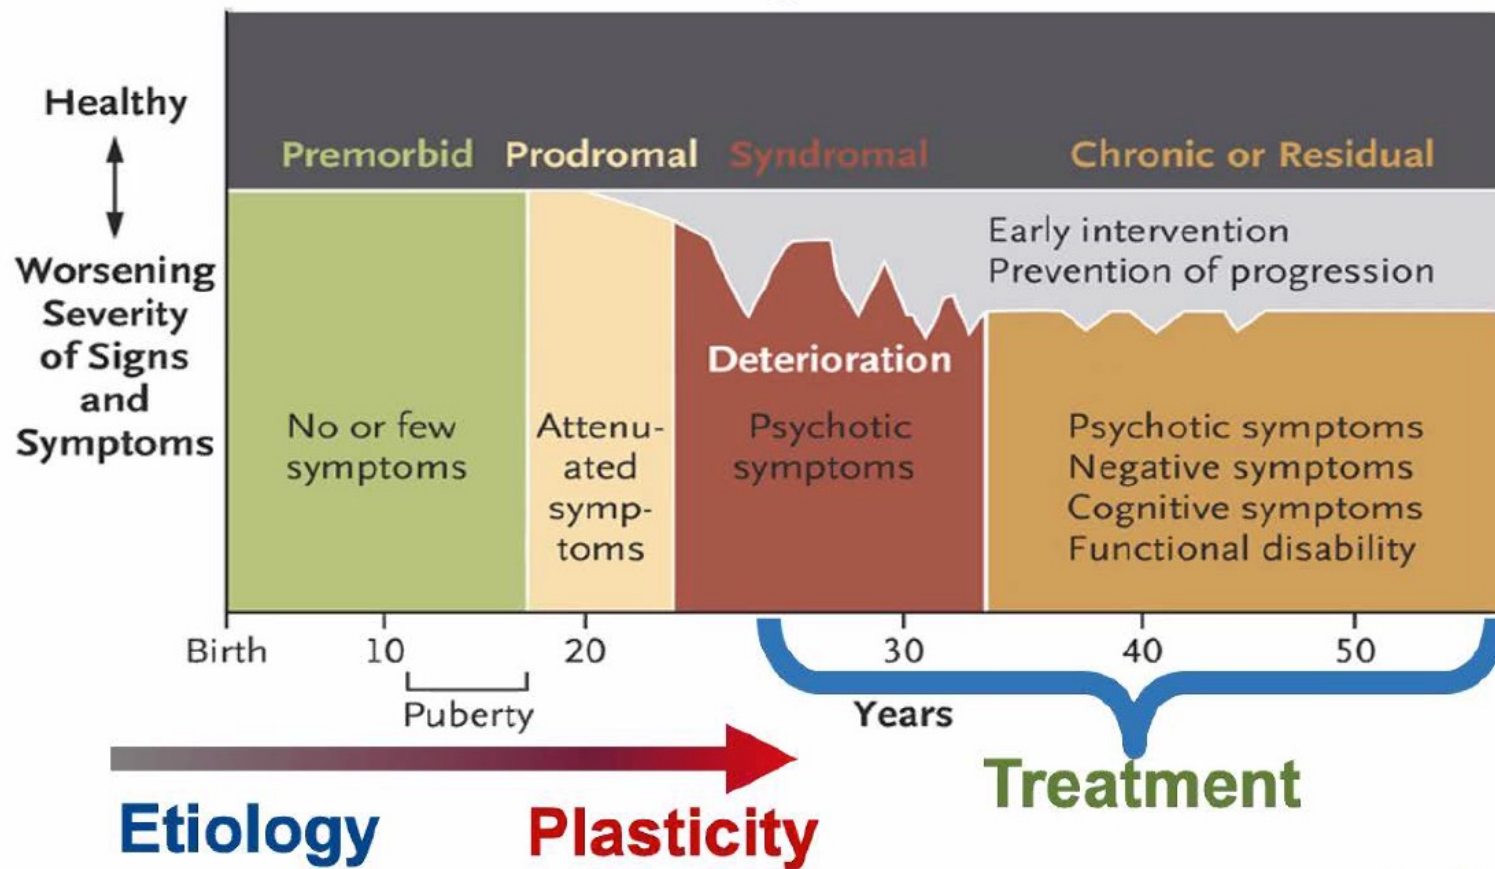 Healthy
Worsening
Severity
of Signs
and
Symptoms
Premorbid
Prodromal
Syndromal
Chronic or Residual
Early intervention
Prevention of progression
Deterioration
No or few
symptoms
Attenu-
ated
symp-
toms
Psychotic
symptoms
Psychotic symptoms
Negative symptoms
Cognitive symptoms
Functional disability
Birth
10
20
30
40
50
Puberty
Years
Etiology
Plasticity
Treatment